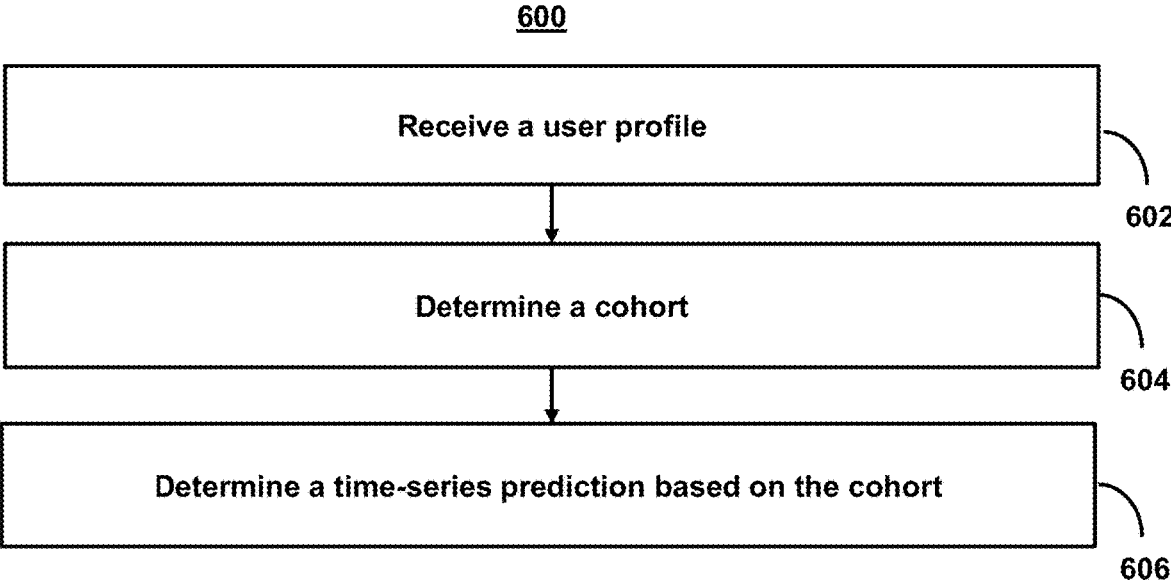 600
Receive a user profile
602
Determine a cohort
604
Determine a time-series prediction based on the cohort
606